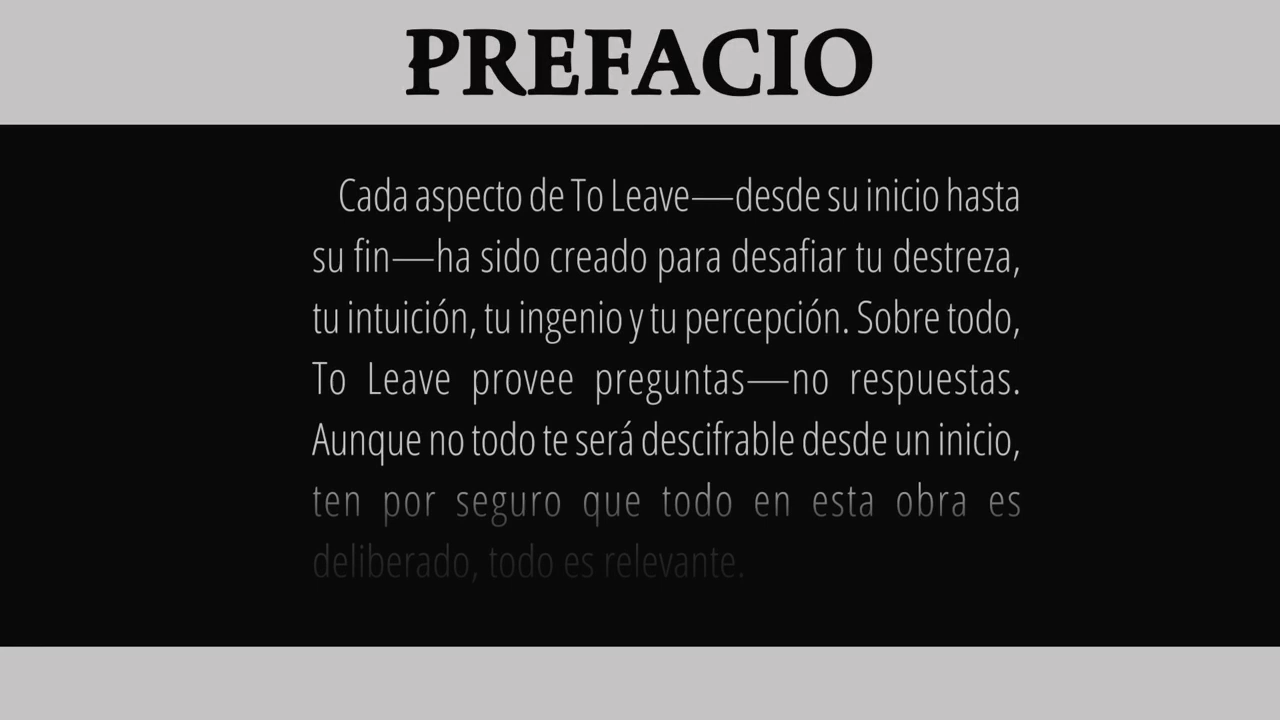 PREFACIO
Cada aspecto de To Leave—desde su inicio hasta
su fin—ha sido creado para desafiar tu destreza,
tu intuición, tu ingenio y tu percepción. Sobre todo,
To Leave provee preguntas—no respuestas.
Aunque no todo te será descifrable desde un inicio,
ten por seguro que todo en esta obra es
deliberado, todo es relevante.